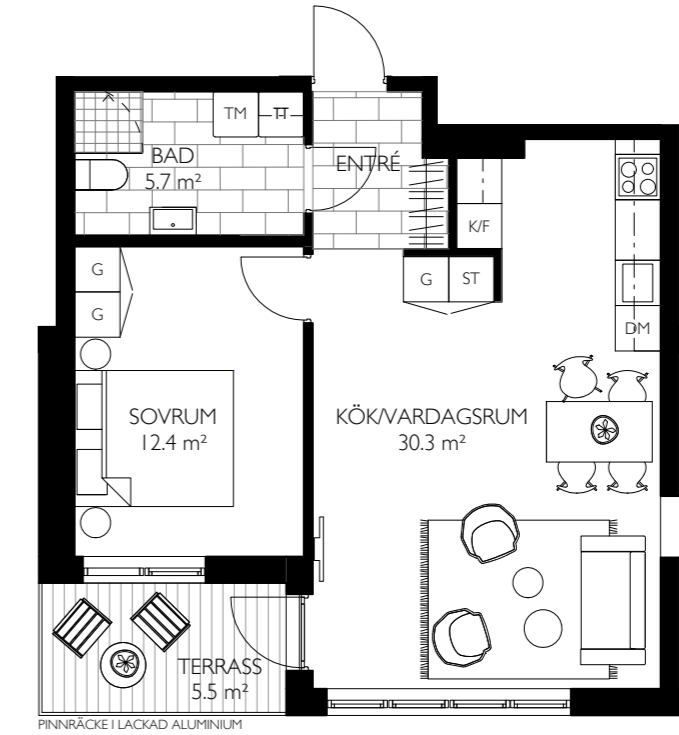 TM
TT
BAD
5.7 m²
ENTRÉ
K/F
G
G
G
ST
DM
SOVRUM
12.4 m²
KÖK/VARDAGSRUM
30.3 m²
TERRASS
5.5 m²
PINNRÄCKE I LACKAD ALUMINIUM